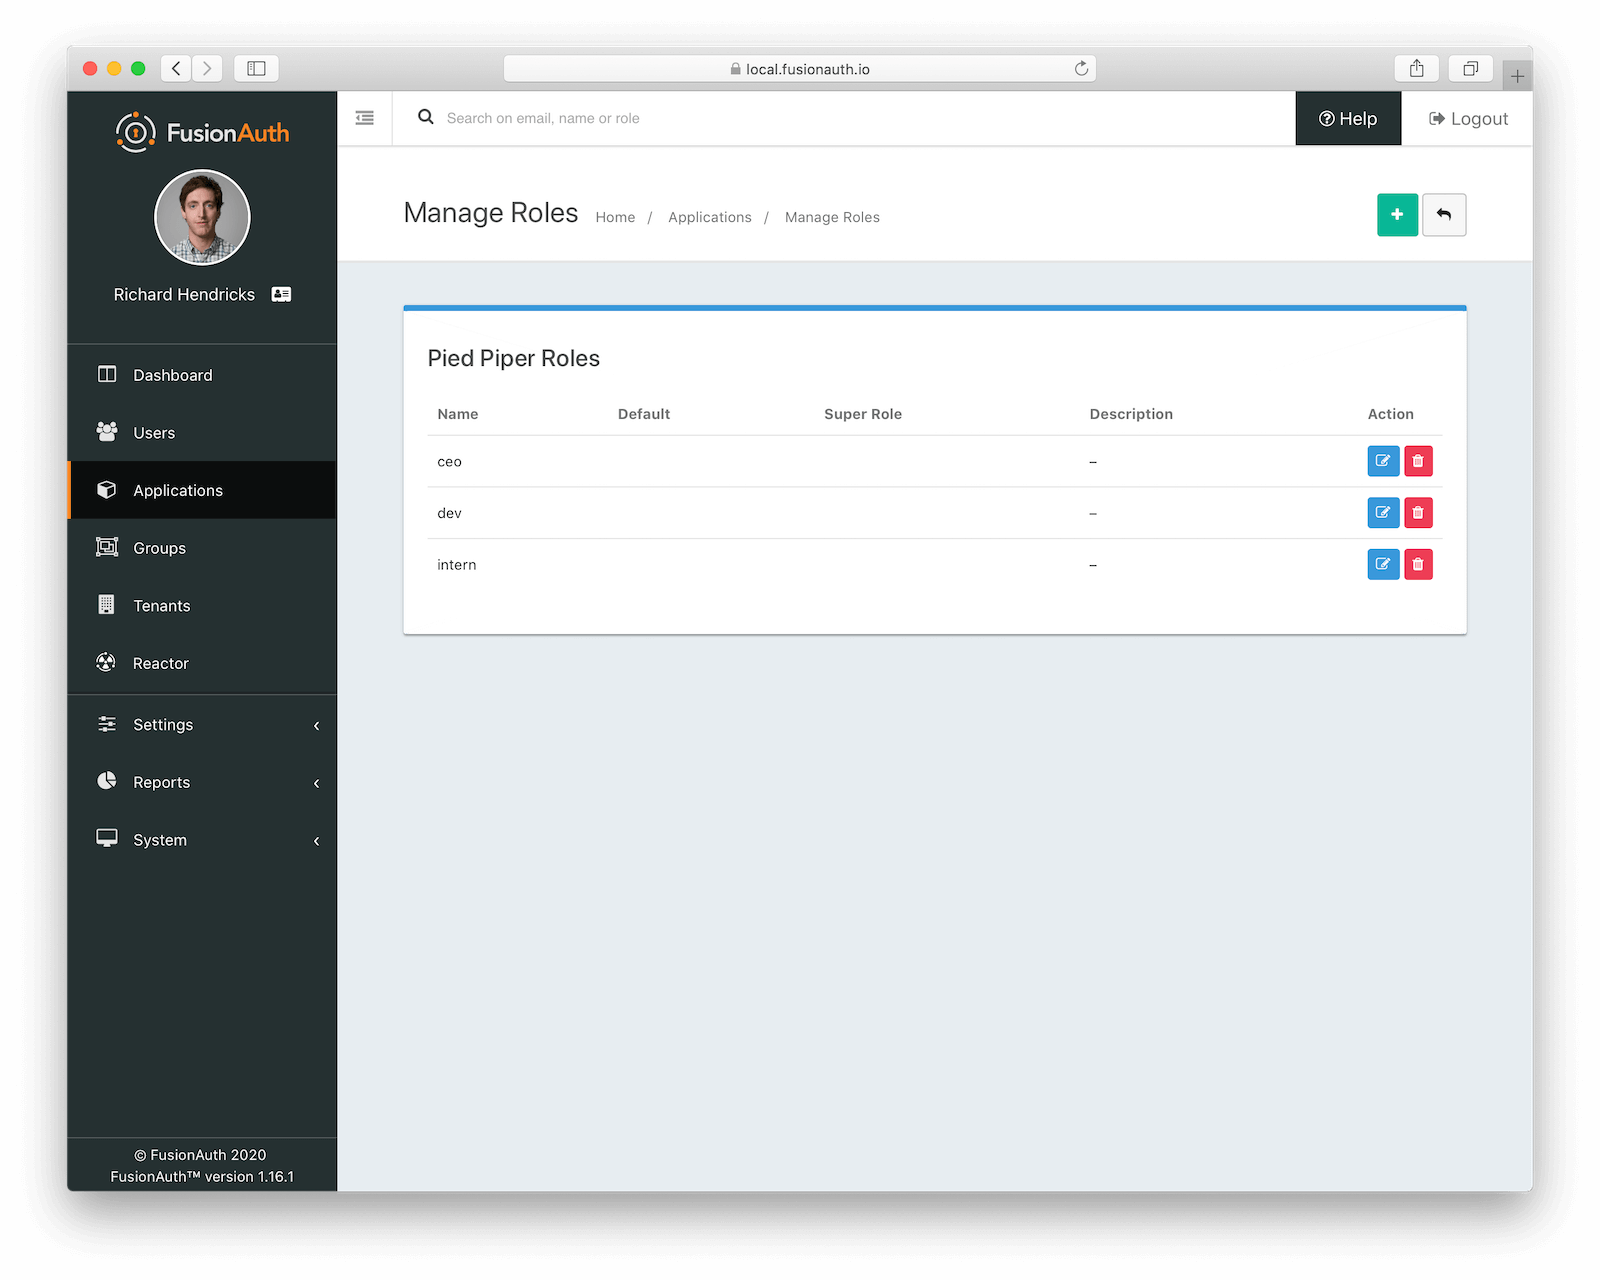 local.fusionauth.io
FusionAuth
Search on email, name or role
Help
Logout
Richard Hendricks
Manage Roles
Home / Applications / Manage Roles
Dashboard
Users
Applications
Groups
Tenants
Reactor
Settings
Reports
System
Pied Piper Roles
Name Default Super Role Description Action
ceo –
dev –
intern –
© FusionAuth 2020
FusionAuth™ version 1.16.1